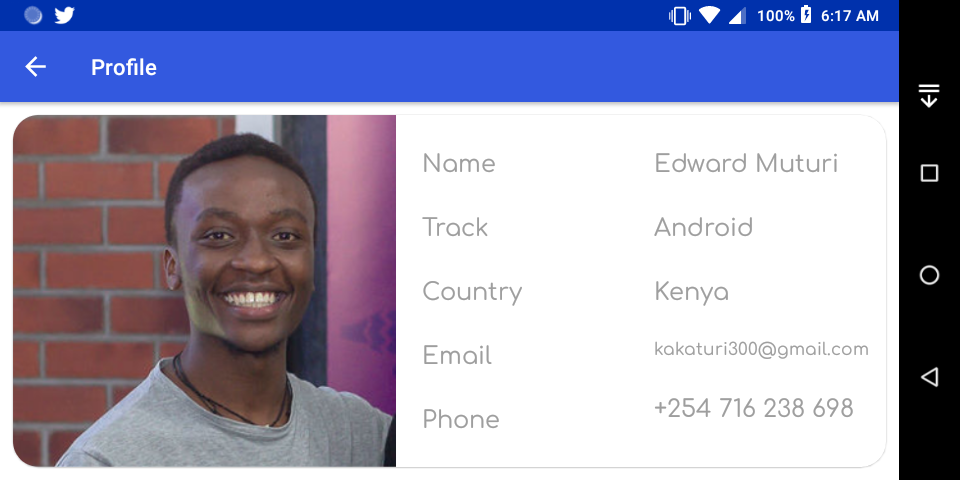 100% 6:17 AM
Profile
Name Edward Muturi
Track Android
Country Kenya
Email kakaturi300@gmail.com
Phone +254 716 238 698